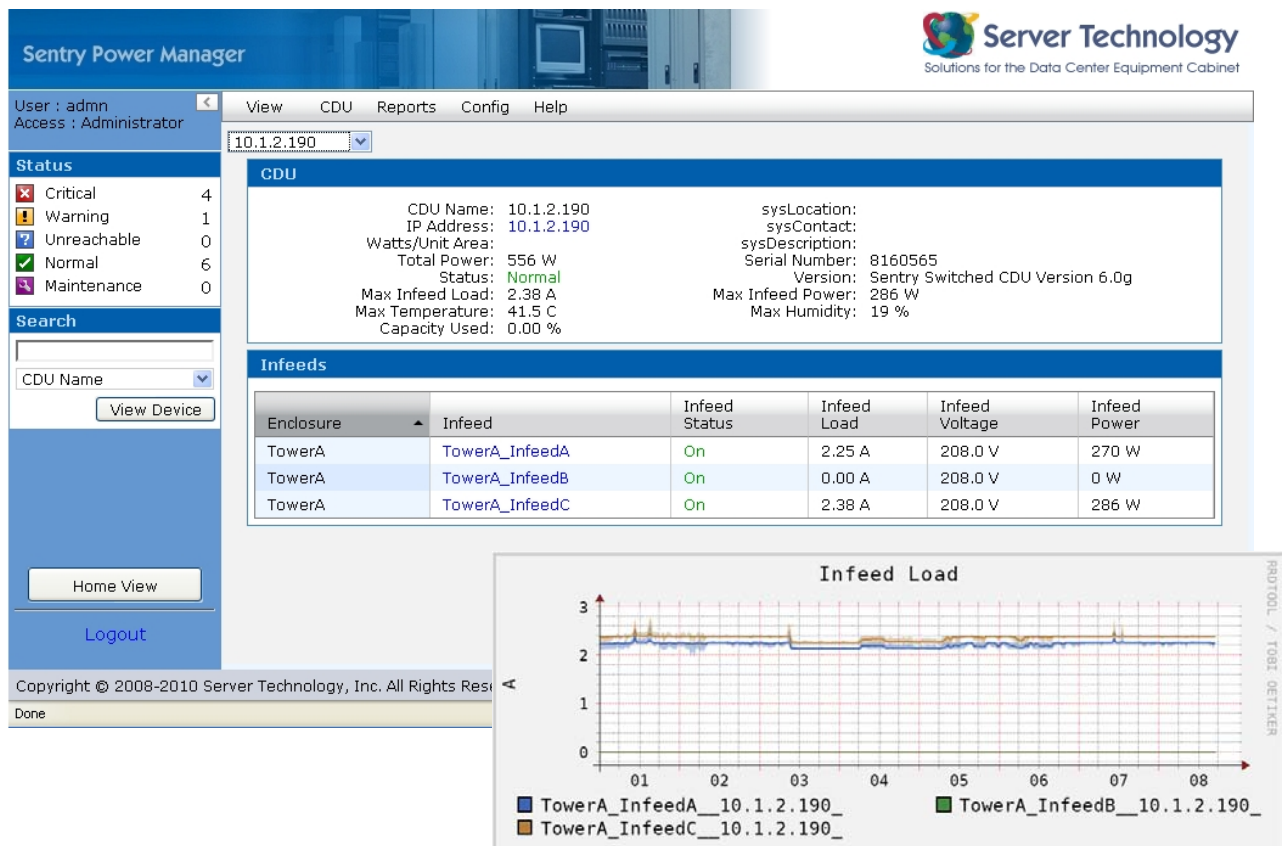 Sentry Power Manager
Server Technology
Solutions for the Data Center Equipment Cabinet
User : admn
Access : Administrator
<
View CDU Reports Config Help
10.1.2.190
Status
Critical 4
Warning 1
Unreachable 0
Normal 6
Maintenance 0
Search
CDU Name
View Device
Home View
Logout
CDU
CDU Name: 10.1.2.190
IP Address: 10.1.2.190
Watts/Unit Area:
Total Power: 556 W
Status: Normal
Max Infeed Load: 2.38 A
Max Temperature: 41.5 C
Capacity Used: 0.00 %
sysLocation:
sysContact:
sysDescription:
Serial Number: 8160565
Version: Sentry Switched CDU Version 6.0g
Max Infeed Power: 286 W
Max Humidity: 19 %
Infeeds
Enclosure Infeed Infeed Status Infeed Load Infeed Voltage Infeed Power
TowerA TowerA_InfeedA On 2.25 A 208.0 V 270 W
TowerA TowerA_InfeedB On 0.00 A 208.0 V 0 W
TowerA TowerA_InfeedC On 2.38 A 208.0 V 286 W
Copyright © 2008-2010 Server Technology, Inc. All Rights Rese
Done
Infeed Load
RRDTOOL / TOBI OETIKER
A
3
2
1
0
01 02 03 04 05 06 07 08
TowerA_InfeedA__10.1.2.190_ TowerA_InfeedB__10.1.2.190_
TowerA_InfeedC__10.1.2.190_